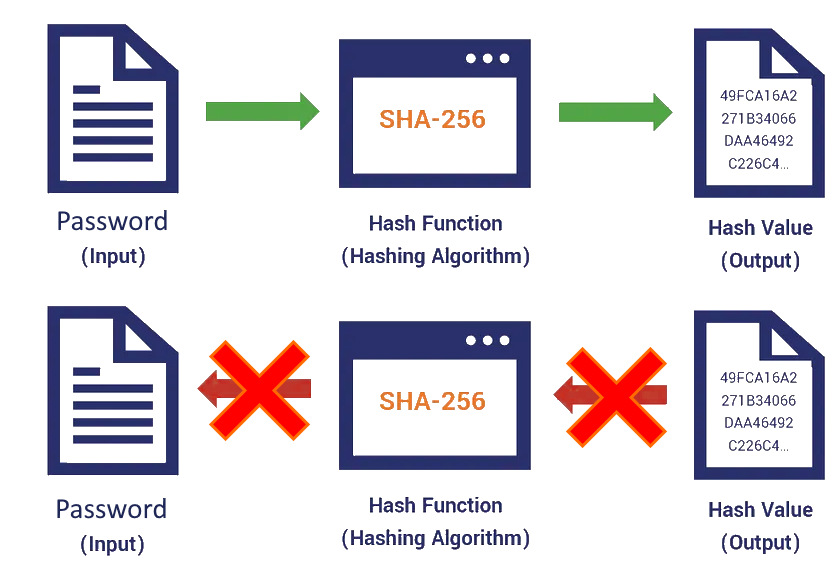 SHA-256
49FCA16A2
271B34066
DAA46492
C226C4...
Password
(Input)
Hash Function
(Hashing Algorithm)
Hash Value
(Output)
SHA-256
49FCA16A2
271B34066
DAA46492
C226C4...
Password
(Input)
Hash Function
(Hashing Algorithm)
Hash Value
(Output)